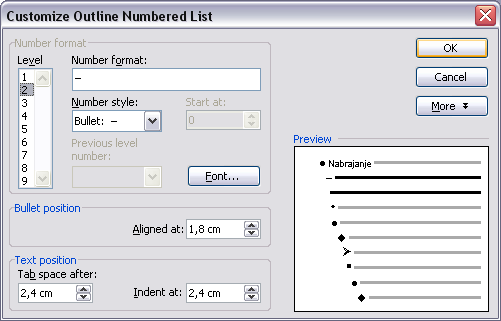 Customize Outline Numbered List
Number format
Level
1
2
3
4
5
6
7
8
9
Number format:
–
Number style:
Bullet: –
Start at:
0
Previous level
number:
Font...
OK
Cancel
More
Bullet position
Aligned at: 1,8 cm
Text position
Tab space after:
2,4 cm
Indent at: 2,4 cm
Preview
Nabrajanje